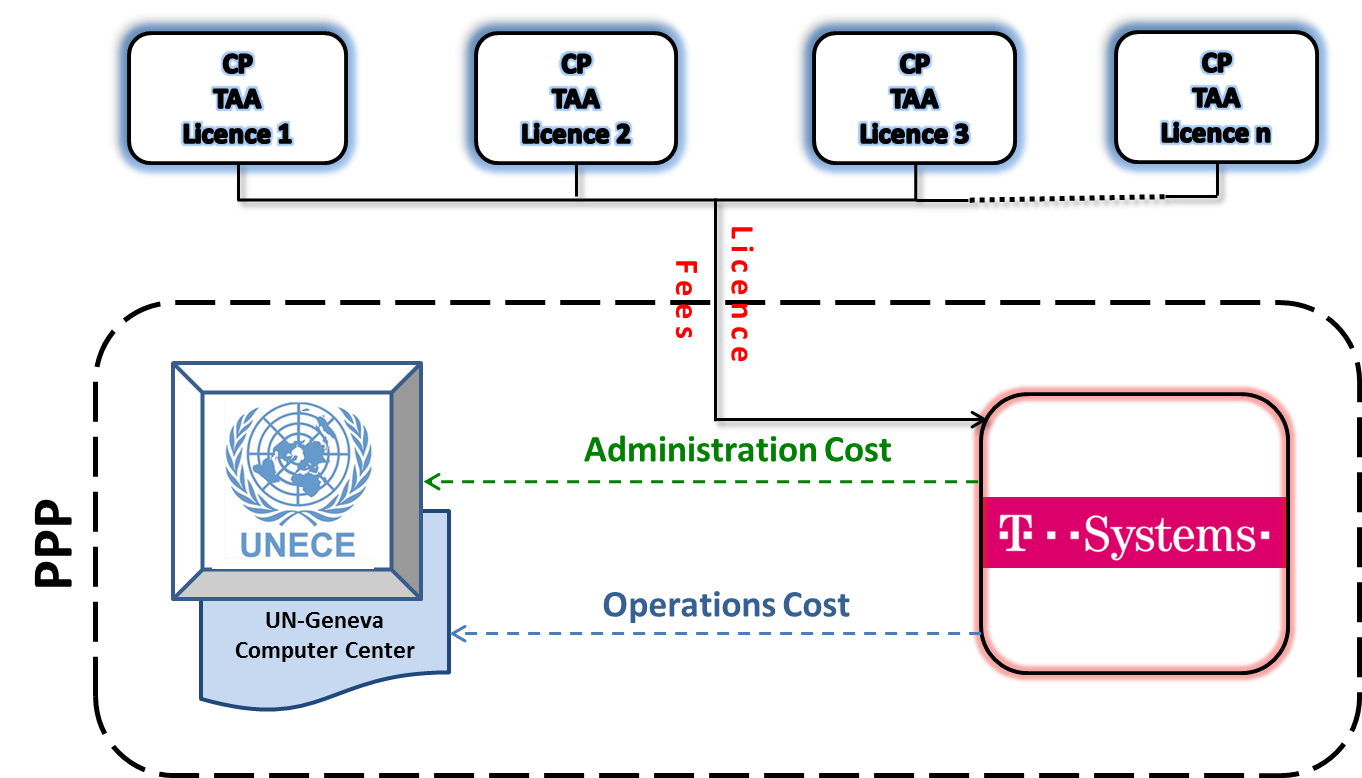 CP
TAA
Licence 1
CP
TAA
Licence 2
CP
TAA
Licence 3
CP
TAA
Licence n
Licence
Fees
PPP
UNECE
UN-Geneva
Computer Center
Administration Cost
Operations Cost
T··Systems·